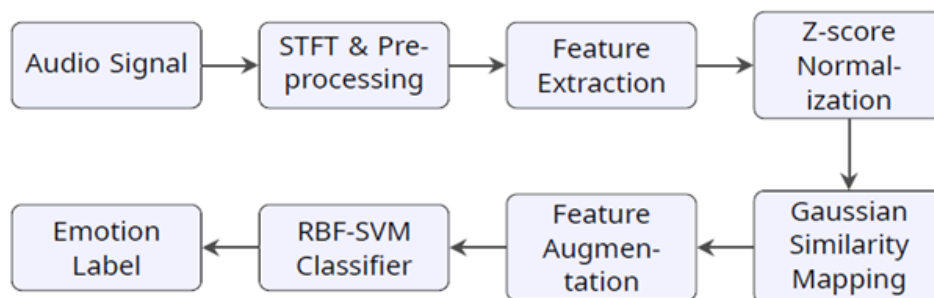 Audio Signal
STFT & Pre-
processing
Feature
Extraction
Z-score
Normal-
ization
Gaussian
Similarity
Mapping
Feature
Augmen-
tation
RBF-SVM
Classifier
Emotion
Label